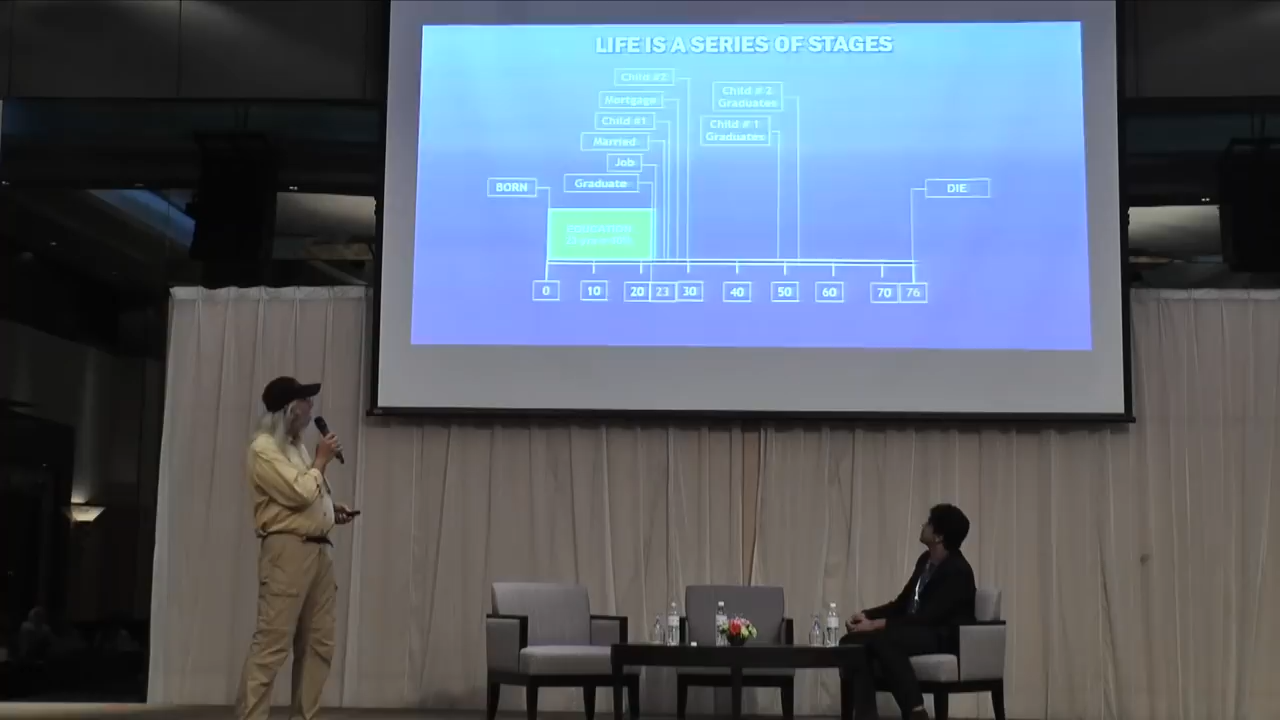 LIFE IS A SERIES OF STAGES
Child #2
Mortgage
Child #1
Married
Job
Graduate
BORN
Child # 2
Graduates
Child # 1
Graduates
DIE
EDUCATION
0
10
20
23
30
40
50
60
70
76